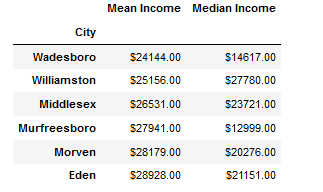 Mean Income Median Income
City
Wadesboro $24144.00 $14617.00
Williamston $25156.00 $27780.00
Middlesex $26531.00 $23721.00
Murfreesboro $27941.00 $12999.00
Morven $28179.00 $20276.00
Eden $28928.00 $21151.00